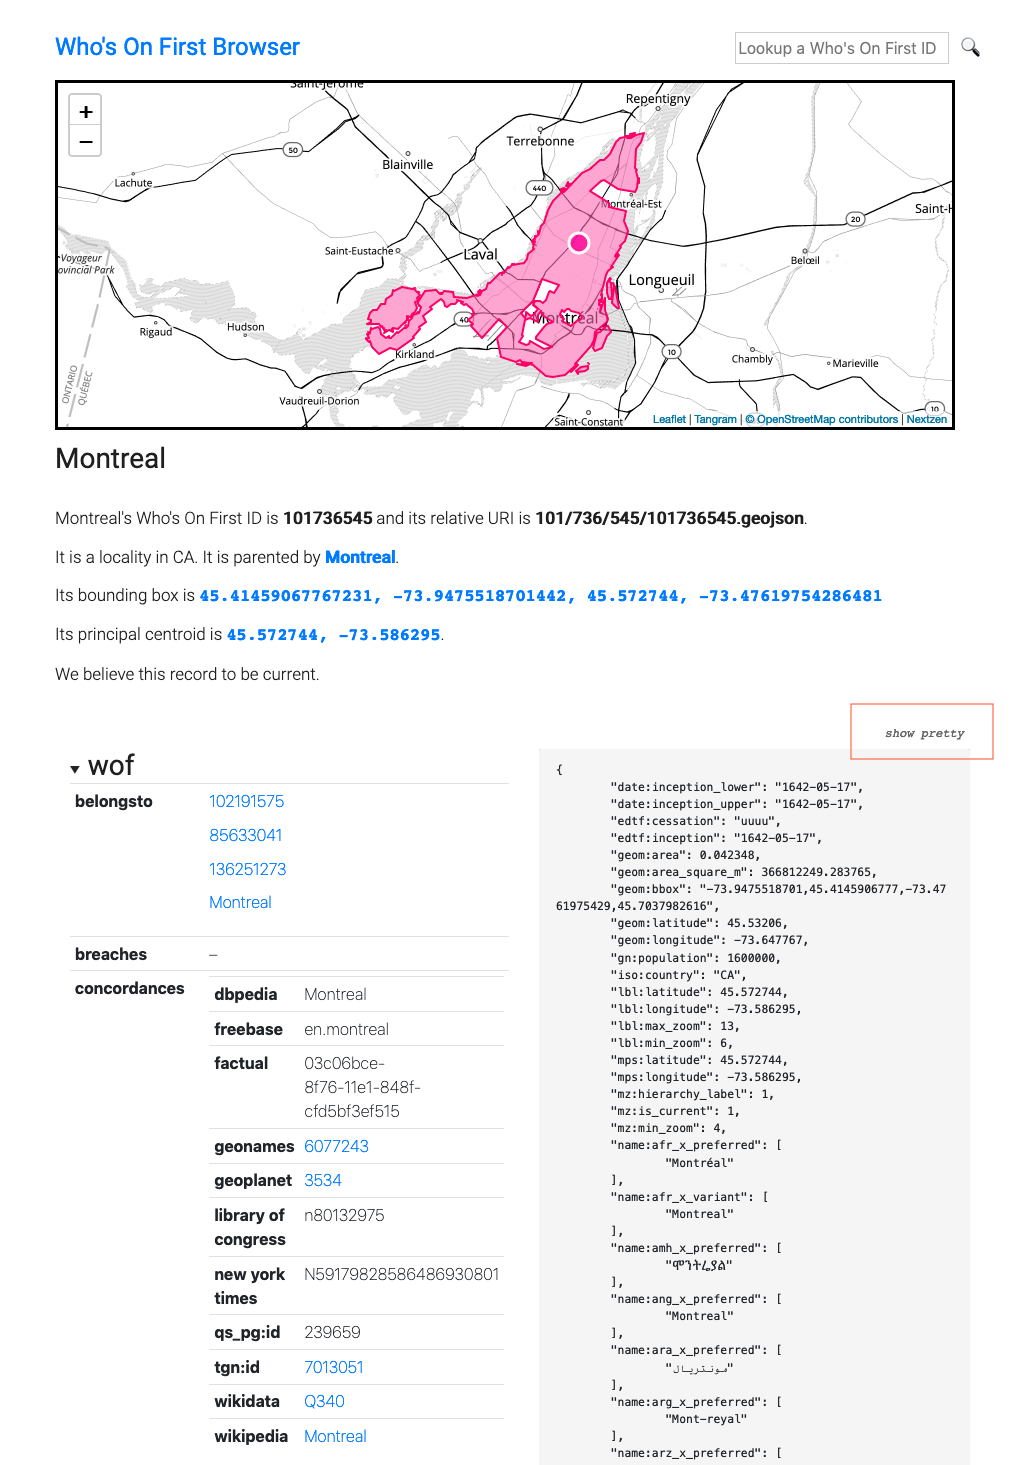 Who's On First Browser
Lookup a Who's On First ID
+
−
Saint-Jérôme
Repentigny
Terrebonne
50
Blainville
Lachute
440
Montréal-Est
20
Saint-H
Saint-Eustache
Laval
Belœil
Voyageur
ovincial Park
Longueuil
40
Montréal
Rigaud
Hudson
Kirkland
10
Chambly
Marieville
ONTARIO
QUÉBEC
Vaudreuil-Dorion
10
Saint-Constant
Leaflet | Tangram | © OpenStreetMap contributors | Nextzen
Montreal
Montreal's Who's On First ID is 101736545 and its relative URI is 101/736/545/101736545.geojson.
It is a locality in CA. It is parented by Montreal.
Its bounding box is 45.41459067767231, -73.9475518701442, 45.572744, -73.47619754286481
Its principal centroid is 45.572744, -73.586295.
We believe this record to be current.
show pretty
▾ wof
belongsto 102191575
85633041
136251273
Montreal
breaches –
concordances
dbpedia Montreal
freebase en.montreal
factual 03c06bce-
8f76-11e1-848f-
cfd5bf3ef515
geonames 6077243
geoplanet 3534
library of n80132975
congress
new york N59179828586486930801
times
qs_pg:id 239659
tgn:id 7013051
wikidata Q340
wikipedia Montreal
{
"date:inception_lower": "1642-05-17",
"date:inception_upper": "1642-05-17",
"edtf:cessation": "uuuu",
"edtf:inception": "1642-05-17",
"geom:area": 0.042348,
"geom:area_square_m": 366812249.283765,
"geom:bbox": "-73.9475518701,45.4145906777,-73.47
61975429,45.7037982616",
"geom:latitude": 45.53206,
"geom:longitude": -73.647767,
"gn:population": 1600000,
"iso:country": "CA",
"lbl:latitude": 45.572744,
"lbl:longitude": -73.586295,
"lbl:max_zoom": 13,
"lbl:min_zoom": 6,
"mps:latitude": 45.572744,
"mps:longitude": -73.586295,
"mz:hierarchy_label": 1,
"mz:is_current": 1,
"mz:min_zoom": 4,
"name:afr_x_preferred": [
"Montréal"
],
"name:afr_x_variant": [
"Montreal"
],
"name:amh_x_preferred": [
"ሞንትሪያል"
],
"name:ang_x_preferred": [
"Montreal"
],
"name:ara_x_preferred": [
"مونتريال"
],
"name:arg_x_preferred": [
"Mont-reyal"
],
"name:arz_x_preferred": [